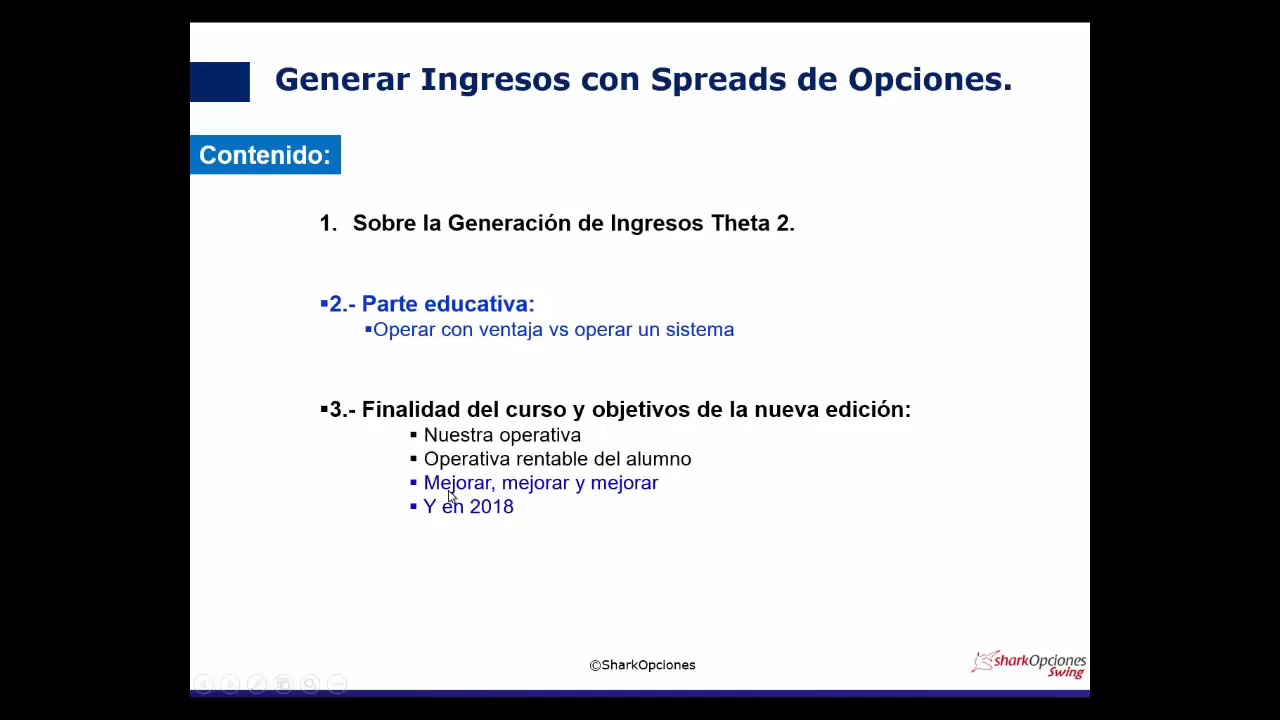 Generar Ingresos con Spreads de Opciones.
Contenido:
1. Sobre la Generación de Ingresos Theta 2.
▪2.- Parte educativa:
▪Operar con ventaja vs operar un sistema
▪3.- Finalidad del curso y objetivos de la nueva edición:
▪ Nuestra operativa
▪ Operativa rentable del alumno
▪ Mejorar, mejorar y mejorar
▪ Y en 2018
©SharkOpciones
sharkOpciones
Swing